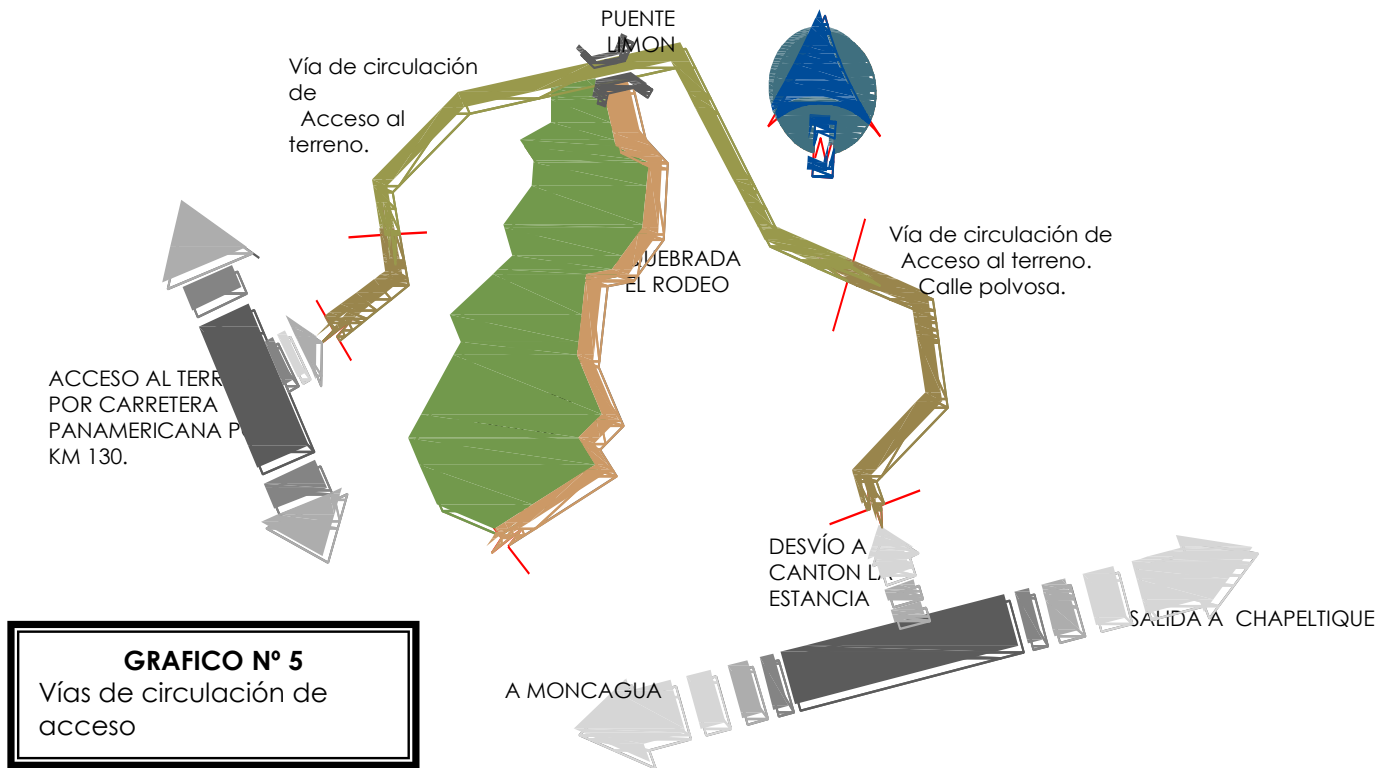 PUENTE
LIMON
Vía de circulación
de
Acceso al
terreno.
N
Vía de circulación de
Acceso al terreno.
Calle polvosa.
QUEBRADA
EL RODEO
ACCESO AL TERR
POR CARRETERA
PANAMERICANA P
KM 130.
DESVÍO A
CANTON LA
ESTANCIA
SALIDA A CHAPELTIQUE
A MONCAGUA
GRAFICO Nº 5
Vías de circulación de
acceso